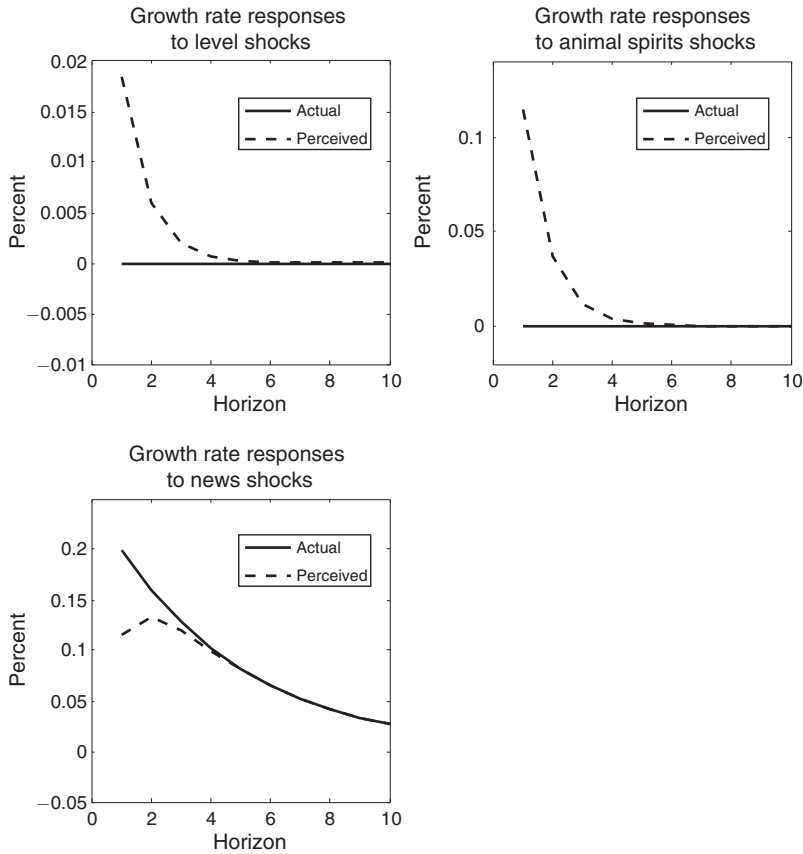 Growth rate responses
to level shocks
0.02
0.015
0.01
0.005
0
−0.005
−0.01
Percent
Actual
Perceived
0
2
4
6
8
10
Horizon
Growth rate responses
to animal spirits shocks
0.1
0.05
0
Percent
Actual
Perceived
0
2
4
6
8
10
Horizon
Growth rate responses
to news shocks
0.2
0.15
0.1
0.05
0
−0.05
Percent
Actual
Perceived
0
2
4
6
8
10
Horizon